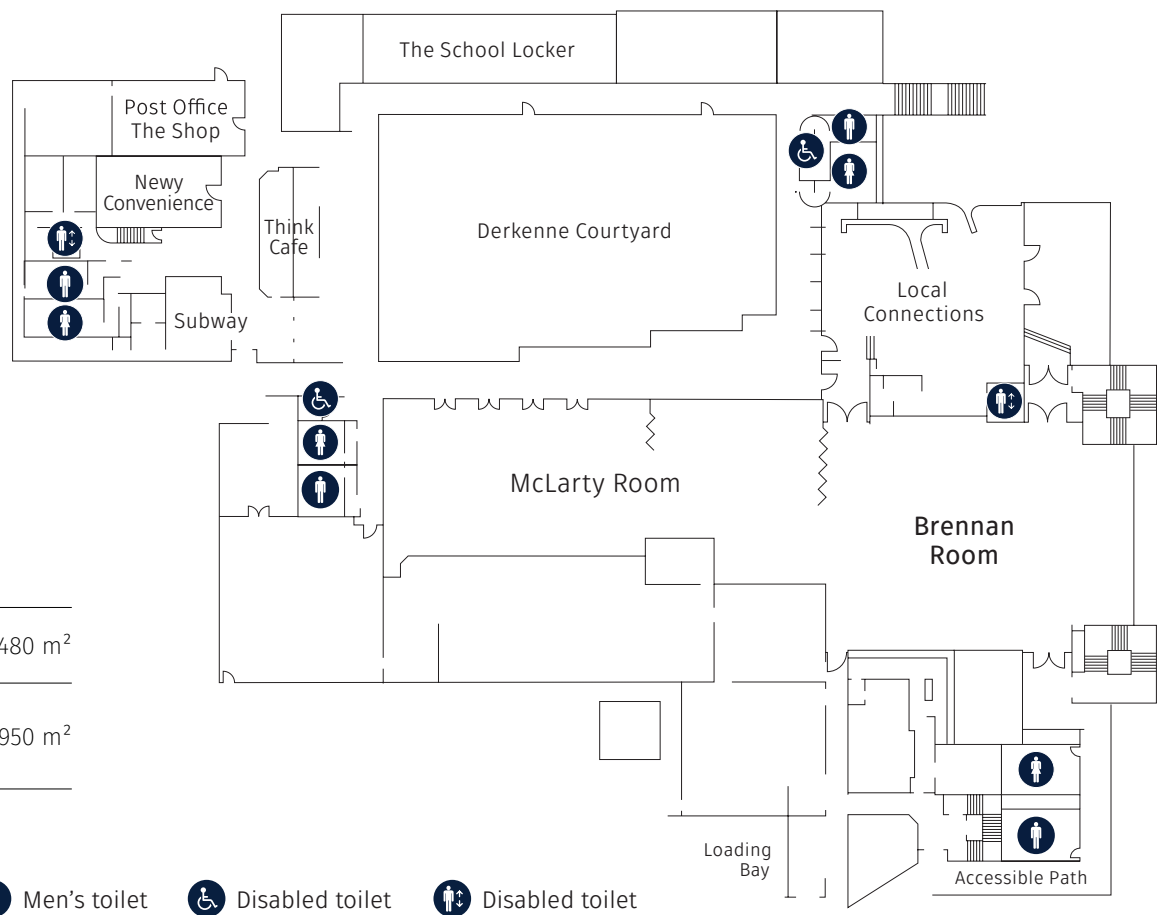 The School Locker
Post Office
The Shop
Newy
Convenience
Think
Cafe
Derkenne Courtyard
Subway
Local
Connections
McLarty Room
Brennan
Room
480 m²
950 m²
Loading
Bay
Accessible Path
Men's toilet
Disabled toilet
Disabled toilet